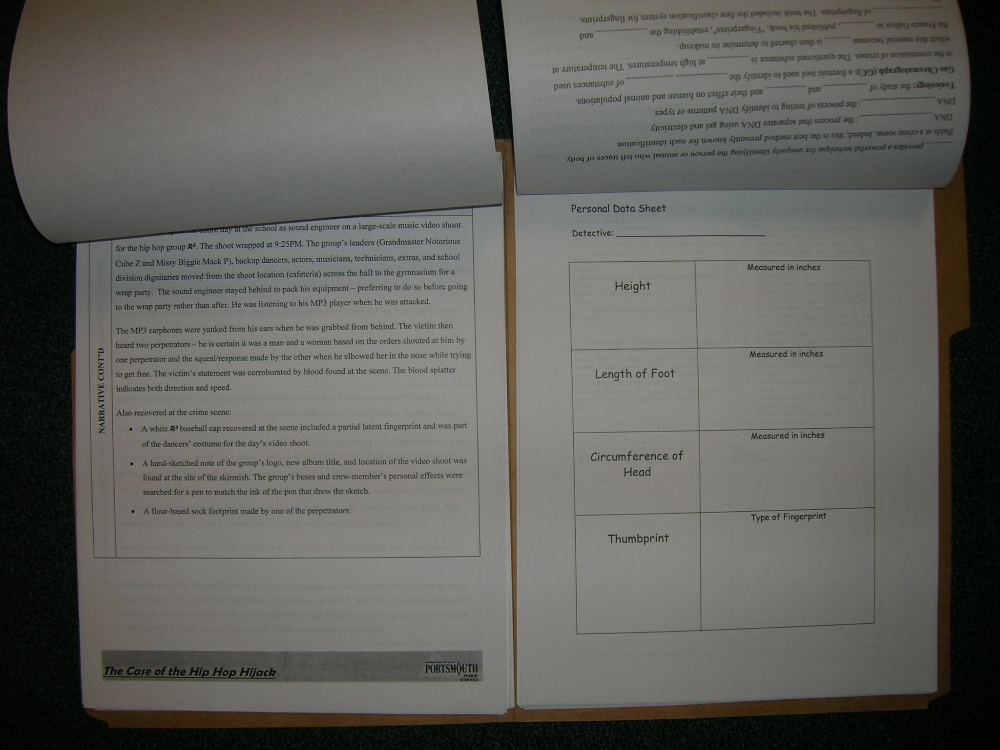 the entire day at the school as sound engineer on a large-scale music video shoot
for the hip hop group R³. The shoot wrapped at 9:25PM. The group's leaders (Grandmaster Notorious
Cube Z and Missy Biggie Mack P), backup dancers, actors, musicians, technicians, extras, and school
division dignitaries moved from the shoot location (cafeteria) across the hall to the gymnasium for a
wrap party. The sound engineer stayed behind to pack his equipment – preferring to do so before going
to the wrap party rather than after. He was listening to his MP3 player when he was attacked.
The MP3 earphones were yanked from his ears when he was grabbed from behind. The victim then
heard two perpetrators – he is certain it was a man and a woman based on the orders shouted at him by
one perpetrator and the squeal/response made by the other when he elbowed her in the nose while trying
to get free. The victim's statement was corroborated by blood found at the scene. The blood splatter
indicates both direction and speed.
NARRATIVE CONT'D
Also recovered at the crime scene:
• A white R³ baseball cap recovered at the scene included a partial latent fingerprint and was part
of the dancers' costume for the day's video shoot.
• A hand-sketched note of the group's logo, new album title, and location of the video shoot was
found at the site of the skirmish. The group's buses and crew-member's personal effects were
searched for a pen to match the ink of the pen that drew the sketch.
• A flour-based sock footprint made by one of the perpetrators.
The Case of the Hip Hop Hijack
PORTSMOUTH
PUBLIC
SCHOOLS
____ provides a powerful technique for uniquely identifying the person or animal who left traces of body
fluids at a crime scene. Indeed, this is the best method presently known for such identification
DNA ____: the process that separates DNA using gel and electricity
DNA ____: the process of testing to identify DNA patterns or types
Toxicology: the study of ____ and ____ and their effect on human and animal populations.
Gas Chromatograph (GC): a forensic tool used to identify the ____ ____ of substances used
in the commission of crimes. The questioned substance is ____ at high temperatures. The temperature at
which this material becomes ____ is then charted to determine its makeup.
Sir Francis Galton in ____, published his book, "Fingerprints", establishing the ____ and
____ of fingerprints. The book included the first classification system for fingerprints.
Personal Data Sheet
Detective: ____
Height
Measured in inches
Length of Foot
Measured in inches
Circumference of
Head
Measured in inches
Thumbprint
Type of Fingerprint